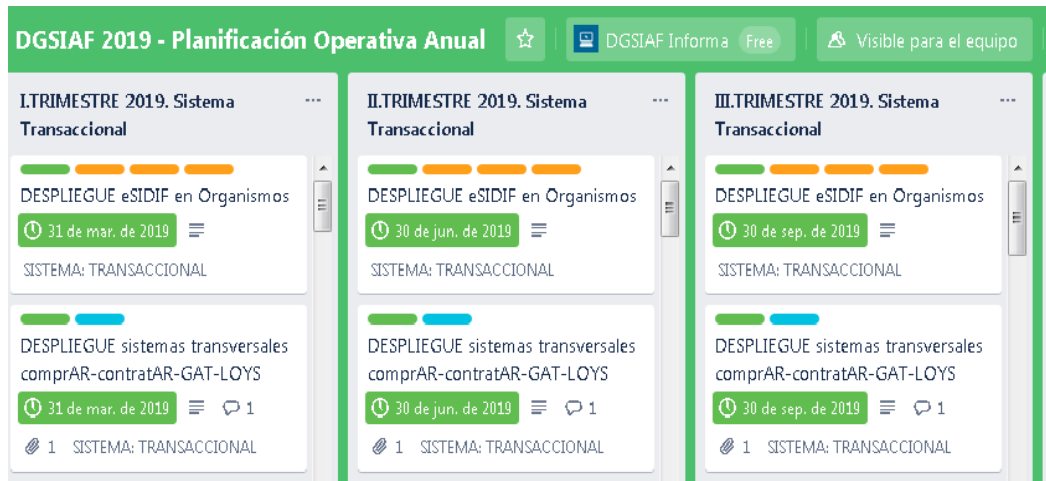 DGSIAF 2019 - Planificación Operativa Anual
DGSIAF Informa Free
Visible para el equipo
I.TRIMESTRE 2019. Sistema
Transaccional
DESPLIEGUE eSIDIF en Organismos
31 de mar. de 2019
SISTEMA: TRANSACCIONAL
DESPLIEGUE sistemas transversales
comprAR-contratAR-GAT-LOYS
31 de mar. de 2019 1
1 SISTEMA: TRANSACCIONAL
II.TRIMESTRE 2019. Sistema
Transaccional
DESPLIEGUE eSIDIF en Organismos
30 de jun. de 2019
SISTEMA: TRANSACCIONAL
DESPLIEGUE sistemas transversales
comprAR-contratAR-GAT-LOYS
30 de jun. de 2019 1
1 SISTEMA: TRANSACCIONAL
III.TRIMESTRE 2019. Sistema
Transaccional
DESPLIEGUE eSIDIF en Organismos
30 de sep. de 2019
SISTEMA: TRANSACCIONAL
DESPLIEGUE sistemas transversales
comprAR-contratAR-GAT-LOYS
30 de sep. de 2019 1
1 SISTEMA: TRANSACCIONAL